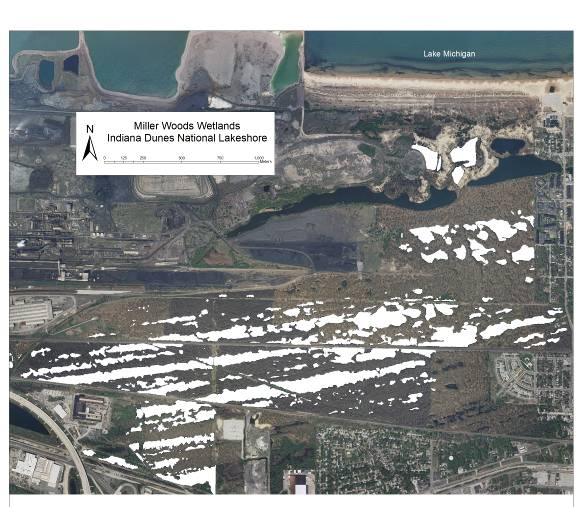 Lake Michigan
N
Miller Woods Wetlands
Indiana Dunes National Lakeshore
0 125 250 500 750 1,000
Meters